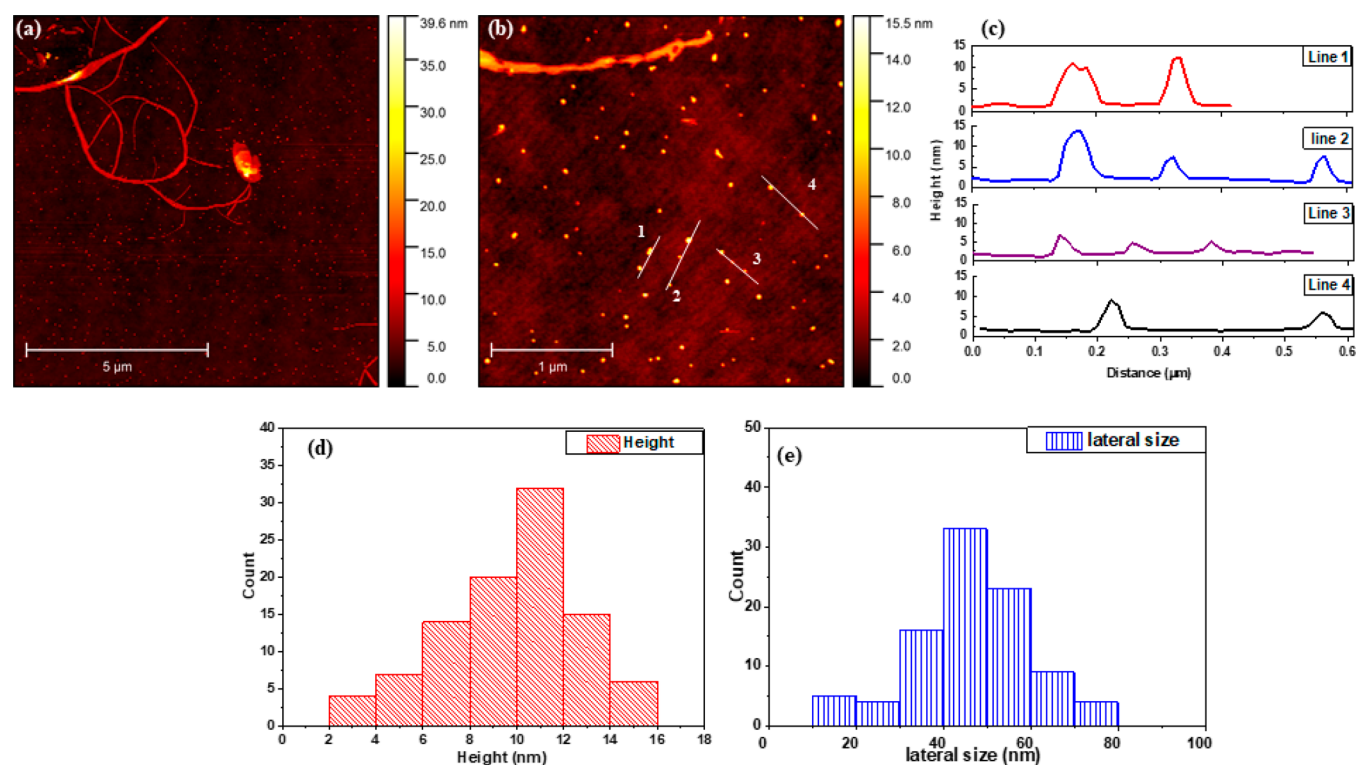 (a)
39.6 nm
35.0
30.0
25.0
20.0
15.0
10.0
5.0
0.0
5 µm
(b)
1
2
3
4
15.5 nm
12.0
10.0
8.0
6.0
4.0
2.0
0.0
1 µm
(c)
Height (nm)
15
10
5
0
Line 1
15
10
5
0
line 2
15
10
5
0
Line 3
15
10
5
0
Line 4
0.0 0.1 0.2 0.3 0.4 0.5 0.6
Distance (µm)
(d)
Height
Count
40
35
30
25
20
15
10
5
0
0 2 4 6 8 10 12 14 16 18
Height (nm)
(e)
lateral size
Count
50
40
30
20
10
0
0 20 40 60 80 100
lateral size (nm)